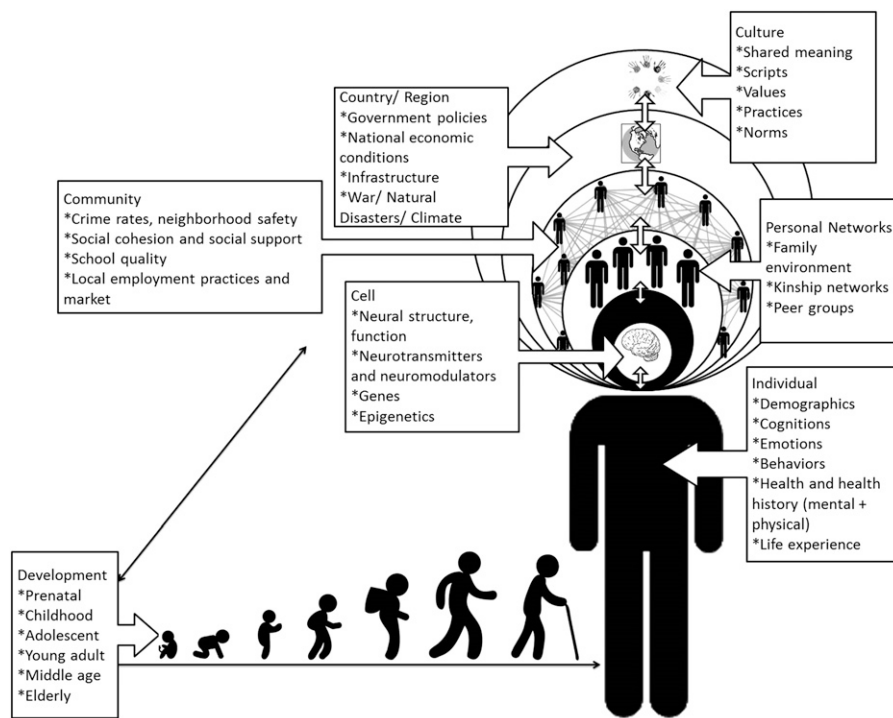 Culture
*Shared meaning
*Scripts
*Values
*Practices
*Norms
Country/ Region
*Government policies
*National economic
conditions
*Infrastructure
*War/ Natural
Disasters/ Climate
Community
*Crime rates, neighborhood safety
*Social cohesion and social support
*School quality
*Local employment practices and
market
Personal Networks
*Family
environment
*Kinship networks
*Peer groups
Cell
*Neural structure,
function
*Neurotransmitters
and neuromodulators
*Genes
*Epigenetics
Individual
*Demographics
*Cognitions
*Emotions
*Behaviors
*Health and health
history (mental +
physical)
*Life experience
Development
*Prenatal
*Childhood
*Adolescent
*Young adult
*Middle age
*Elderly